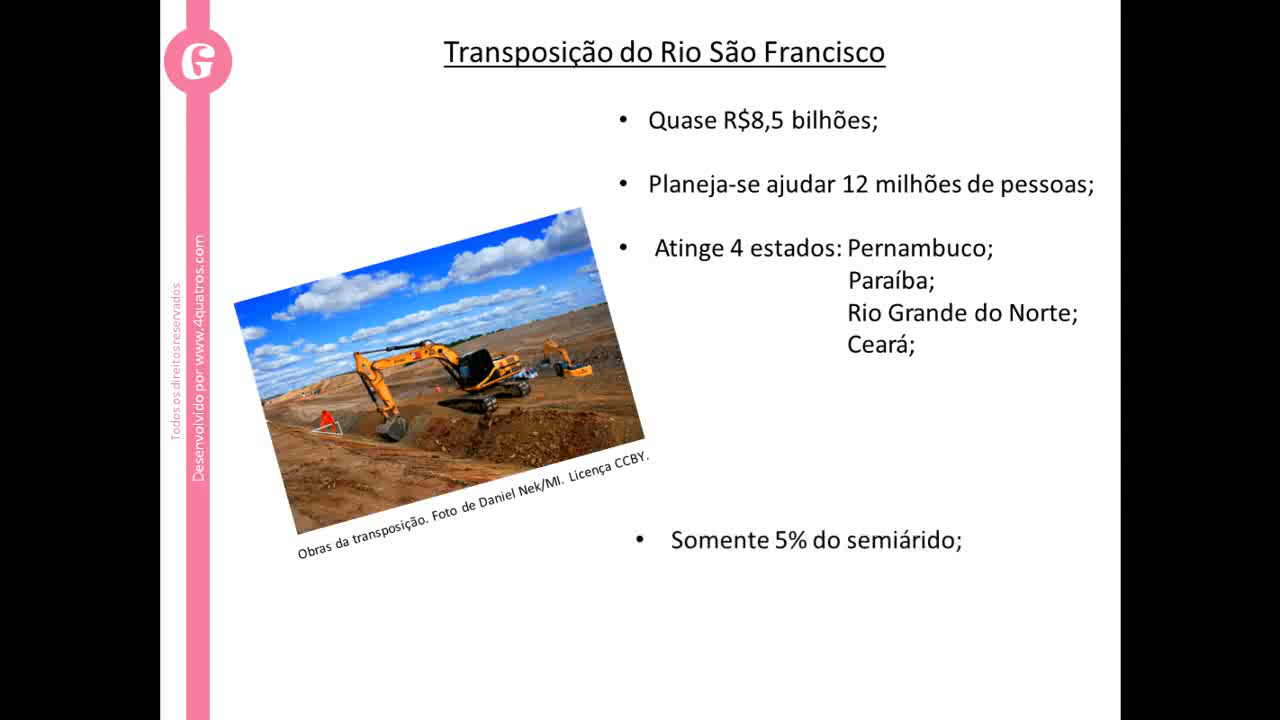 G
Transposição do Rio São Francisco
• Quase R$8,5 bilhões;
• Planeja-se ajudar 12 milhões de pessoas;
• Atinge 4 estados: Pernambuco;
Paraíba;
Rio Grande do Norte;
Ceará;
Obras da transposição. Foto de Daniel Nek/MI. Licença CCBY.
• Somente 5% do semiárido;
Todos os direitos reservados
Desenvolvido por www.4quatros.com